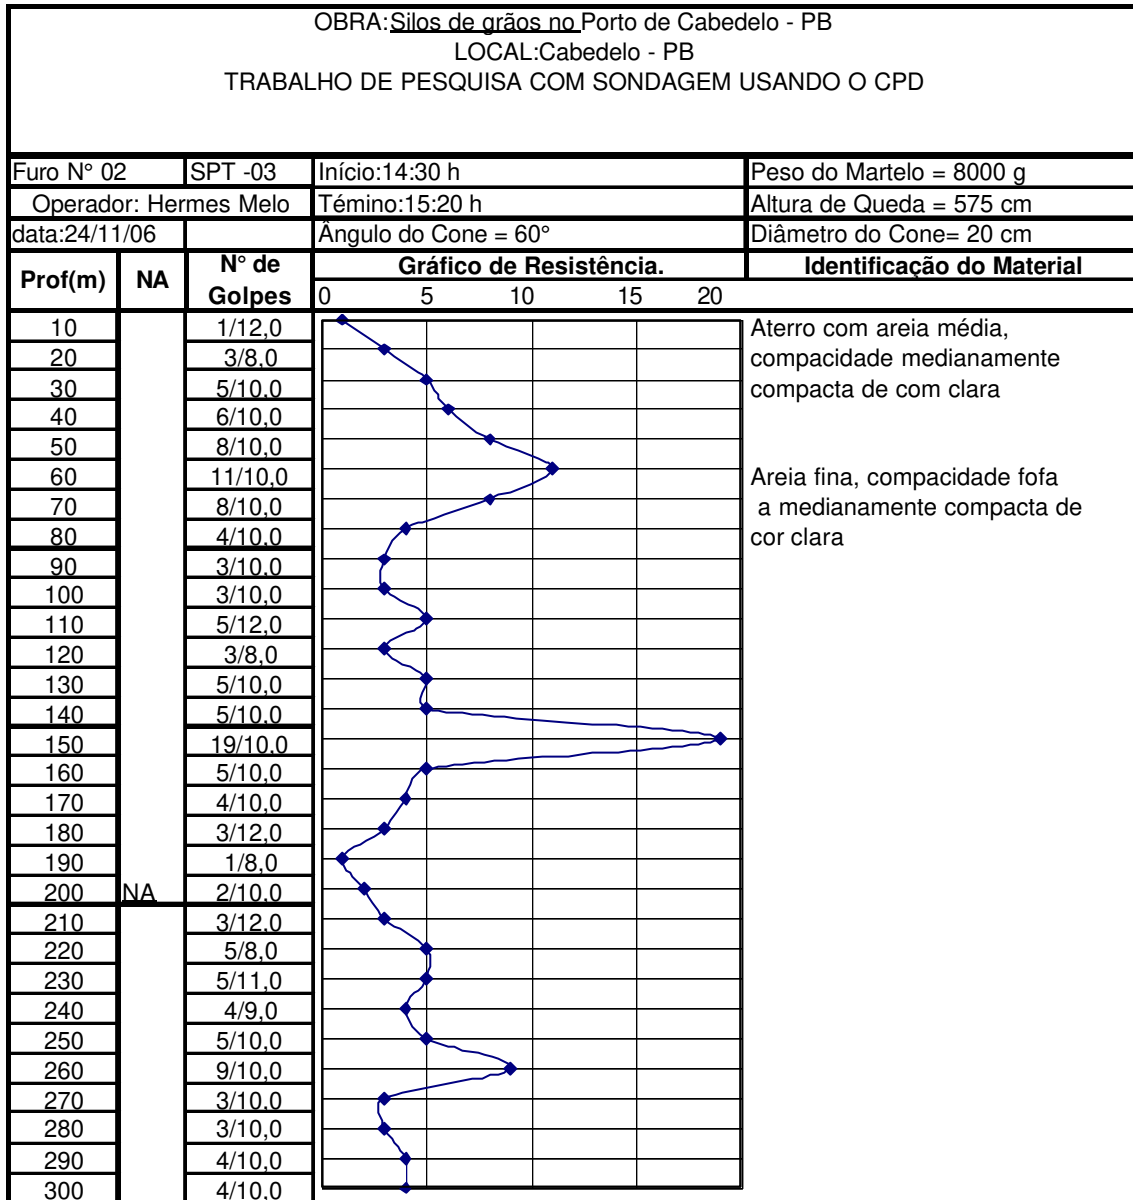 OBRA:Silos de grãos no Porto de Cabedelo - PB
LOCAL:Cabedelo - PB
TRABALHO DE PESQUISA COM SONDAGEM USANDO O CPD
Furo N° 02 SPT -03 Início:14:30 h Peso do Martelo = 8000 g
Operador: Hermes Melo Témino:15:20 h Altura de Queda = 575 cm
data:24/11/06 Ângulo do Cone = 60° Diâmetro do Cone= 20 cm
Prof(m) NA N° de Golpes Gráfico de Resistência. Identificação do Material
0 5 10 15 20
10 1/12,0 Aterro com areia média,
20 3/8,0 compacidade medianamente
30 5/10,0 compacta de com clara
40 6/10,0
50 8/10,0
60 11/10,0 Areia fina, compacidade fofa
70 8/10,0 a medianamente compacta de
80 4/10,0 cor clara
90 3/10,0
100 3/10,0
110 5/12,0
120 3/8,0
130 5/10,0
140 5/10,0
150 19/10,0
160 5/10,0
170 4/10,0
180 3/12,0
190 1/8,0
200 NA 2/10,0
210 3/12,0
220 5/8,0
230 5/11,0
240 4/9,0
250 5/10,0
260 9/10,0
270 3/10,0
280 3/10,0
290 4/10,0
300 4/10,0